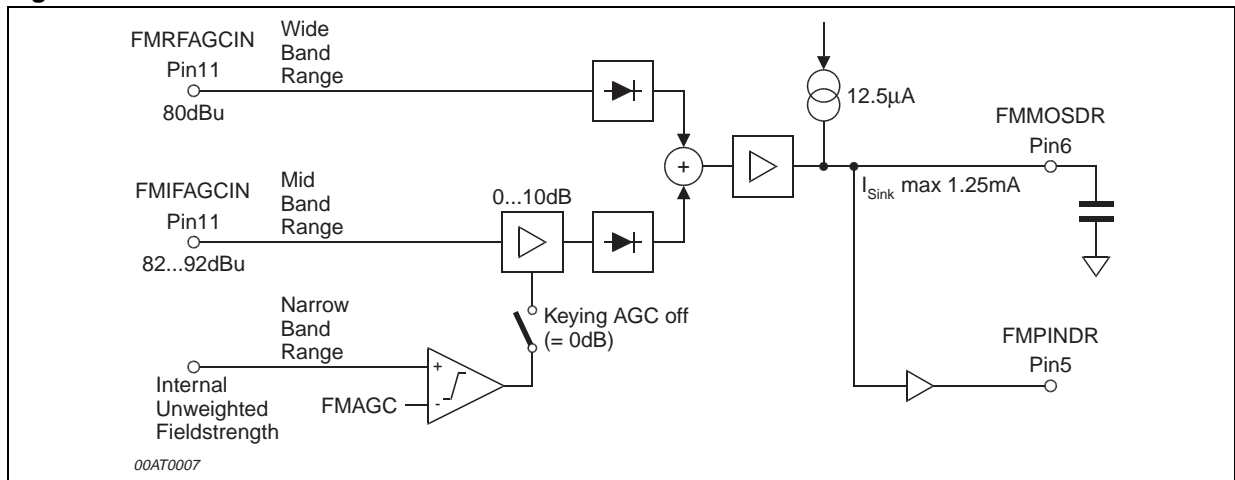 FMRFAGCIN
Pin11
80dBu
Wide
Band
Range
12.5µA
FMMOSDR
Pin6
I_Sink max 1.25mA
FMIFAGCIN
Pin11
82...92dBu
Mid
Band
Range
0...10dB
+
Narrow
Band
Range
Keying AGC off
(= 0dB)
FMPINDR
Pin5
Internal
Unweighted
Fieldstrength
+
FMAGC
-
00AT0007